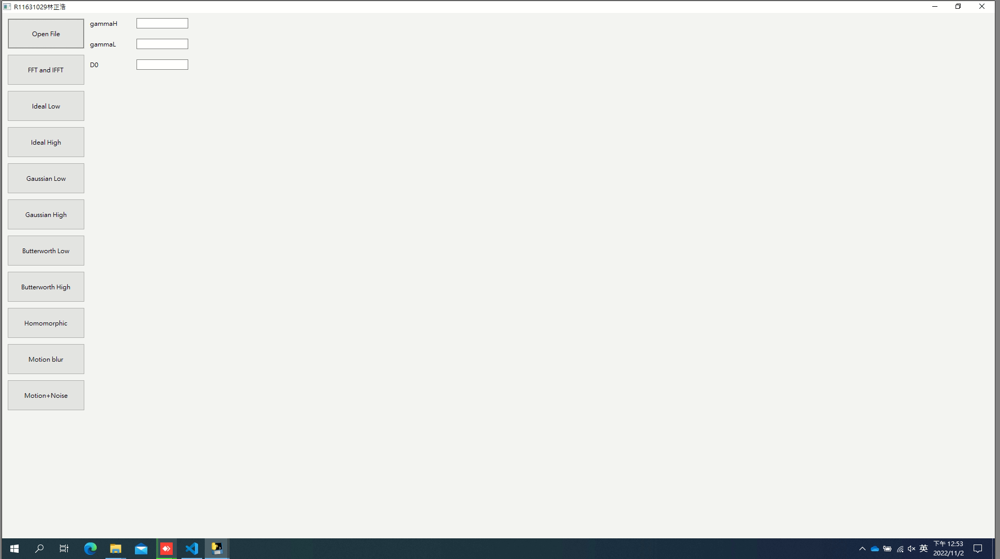 R11631029林正浩
Open File
gammaH
gammaL
FFT and IFFT
D0
Ideal Low
Ideal High
Gaussian Low
Gaussian High
Butterworth Low
Butterworth High
Homomorphic
Motion blur
Motion+Noise
英
下午 12:53
2022/11/2